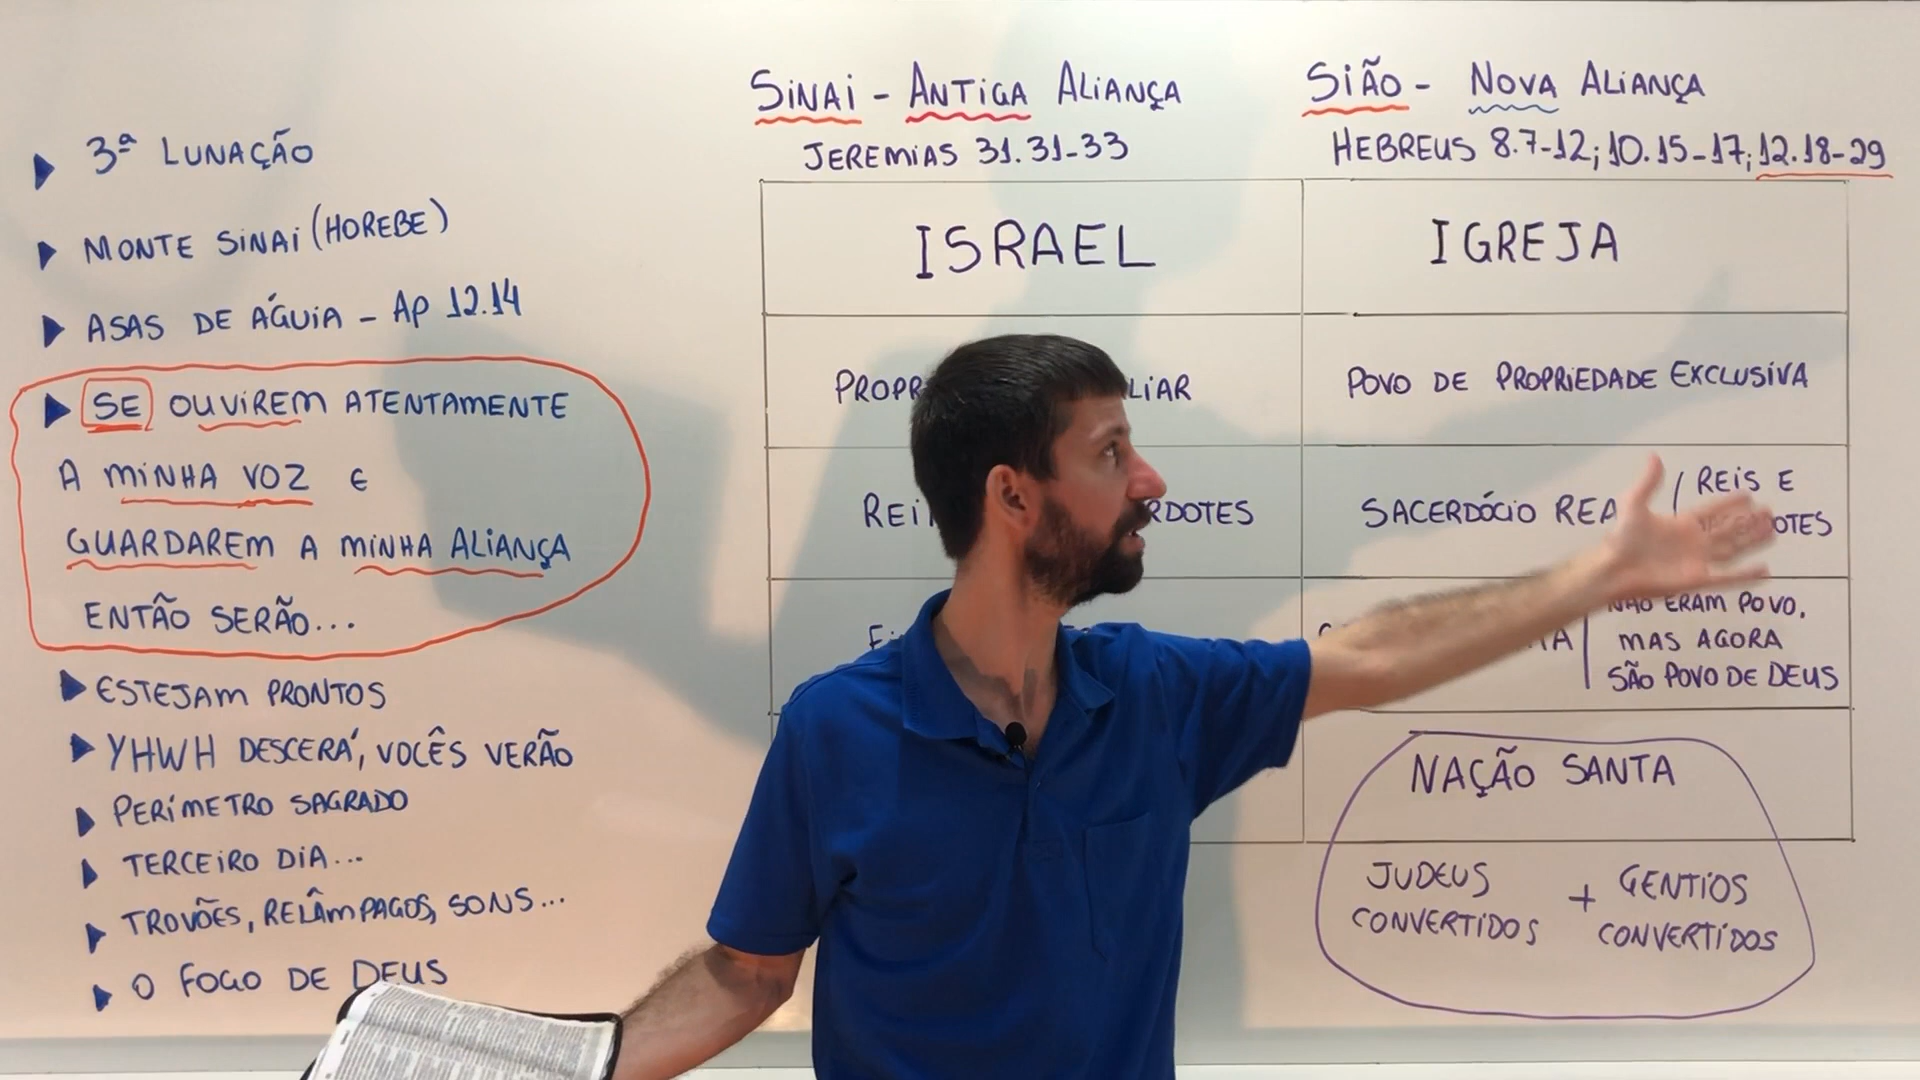 3ª LUNAÇÃO
MONTE SINAI (HOREBE)
ASAS DE ÁGUIA - AP 12.14
SE OUVIREM ATENTAMENTE
A MINHA VOZ E
GUARDAREM A MINHA ALIANÇA
ENTÃO SERÃO...
ESTEJAM PRONTOS
YHWH DESCERÁ, VOCÊS VERÃO
PERÍMETRO SAGRADO
TERCEIRO DIA...
TROVÕES, RELÂMPAGOS, SONS...
O FOGO DE DEUS
SINAI - ANTIGA ALIANÇA
JEREMIAS 31.31-33
SIÃO - NOVA ALIANÇA
HEBREUS 8.7-12; 10.15-17; 12.18-29
ISRAEL
IGREJA
POVO DE PROPRIEDADE EXCLUSIVA
SACERDÓCIO
REIS E
NÃO ERAM POVO,
MAS AGORA
SÃO POVO DE DEUS
NAÇÃO SANTA
JUDEUS
CONVERTIDOS
+
GENTIOS
CONVERTIDOS